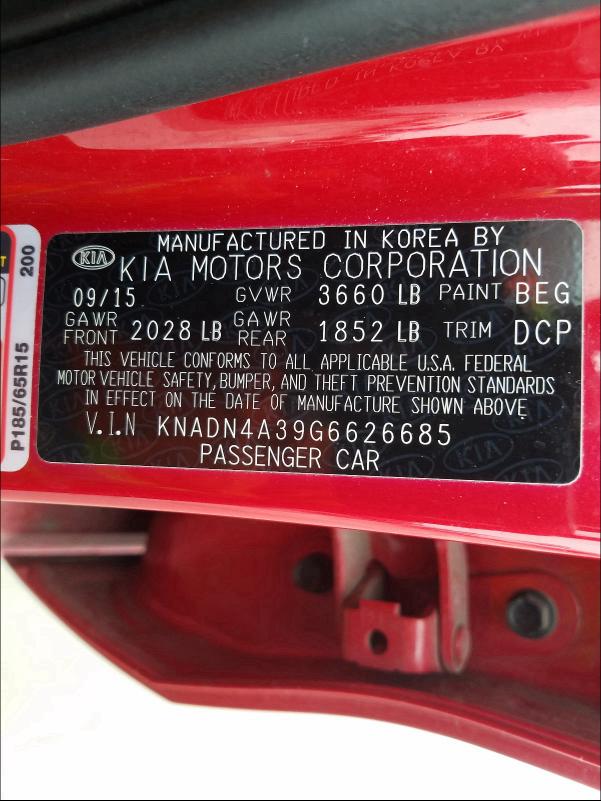 MANUFACTURED IN KOREA BY
KIA KIA MOTORS CORPORATION
09/15 GVWR 3660 LB PAINT BEG
GAWR FRONT 2028 LB GAWR REAR 1852 LB TRIM DCP
THIS VEHICLE CONFORMS TO ALL APPLICABLE U.S.A. FEDERAL
MOTOR VEHICLE SAFETY, BUMPER, AND THEFT PREVENTION STANDARDS
IN EFFECT ON THE DATE OF MANUFACTURE SHOWN ABOVE
V.I.N KNADN4A39G6626685
PASSENGER CAR
P185/65R15 200